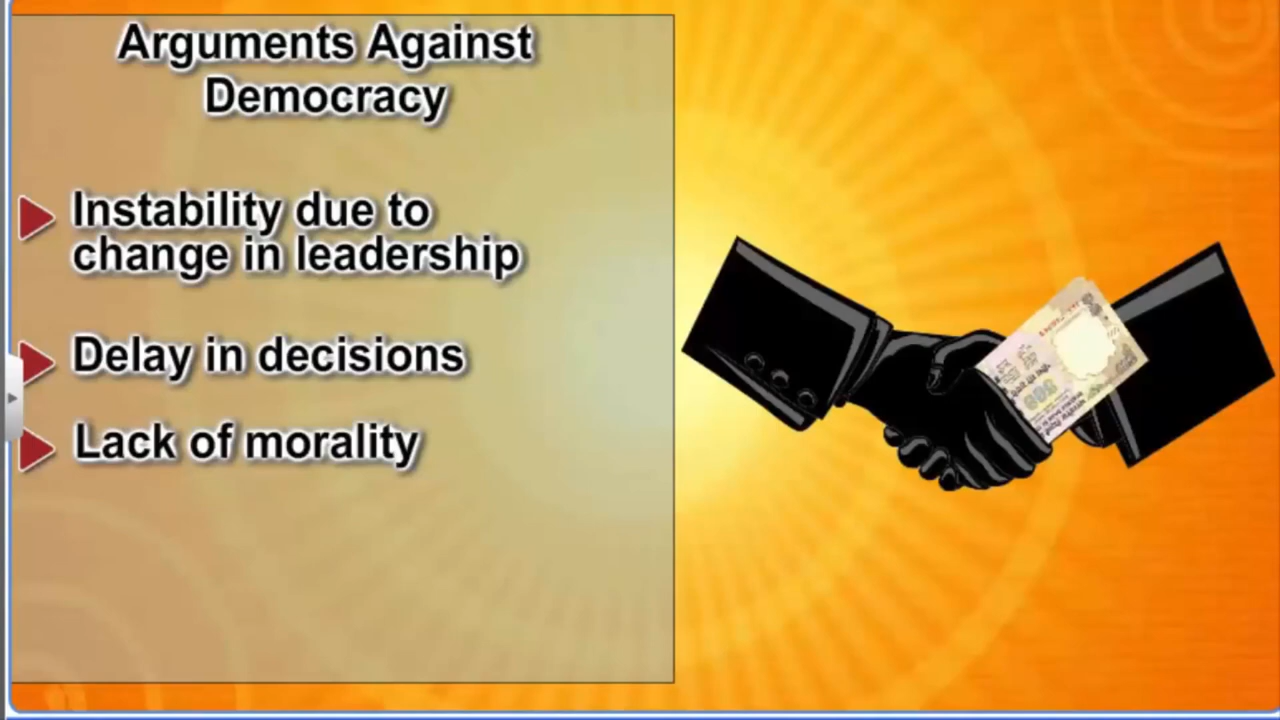 Arguments Against
Democracy
Instability due to
change in leadership
Delay in decisions
Lack of morality